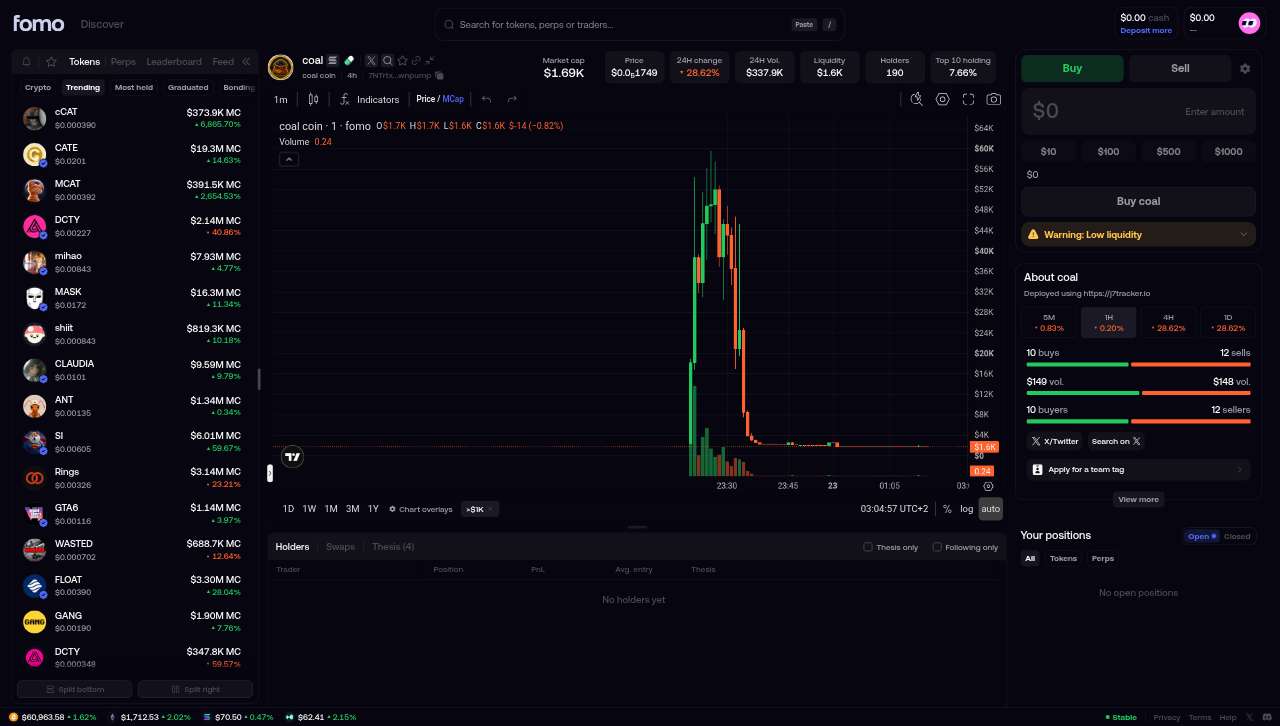 fomo Discover
Search for tokens, perps or traders... Paste /
$0.00 cash
Deposit more
$0.00
—
Tokens Perps Leaderboard Feed
Crypto Trending Most held Graduated Bonding
cCAT $373.9K MC
$0.000390 6,865.70%
CATE $19.3M MC
$0.0201 14.63%
MCAT $391.5K MC
$0.000392 2,654.53%
DCTY $2.14M MC
$0.00227 40.86%
mihao $7.93M MC
$0.00843 4.77%
MASK $16.3M MC
$0.0172 11.34%
shiit $819.3K MC
$0.000843 10.18%
CLAUDIA $9.59M MC
$0.0101 9.79%
ANT $1.34M MC
$0.00135 0.34%
SI $6.01M MC
$0.00605 59.67%
Rings $3.14M MC
$0.00326 23.21%
GTA6 $1.14M MC
$0.00116 3.97%
WASTED $688.7K MC
$0.000702 12.64%
FLOAT $3.30M MC
$0.00390 28.04%
GANG $1.90M MC
$0.00190 7.76%
DCTY $347.8K MC
$0.000348 59.57%
Split bottom Split right
coal
coal coin 4h
Market cap
$1.69K
Price
$0.0₅1749
24H change
28.62%
24H Vol.
$337.9K
Liquidity
$1.6K
Holders
190
Top 10 holding
7.66%
1m Indicators Price / MCap
coal coin · 1 · fomo O$1.7K H$1.7K L$1.6K C$1.6K $-14 (−0.82%)
Volume 0.24
$64K
$60K
$56K
$52K
$48K
$44K
$40K
$36K
$32K
$28K
$24K
$20K
$16K
$12K
$8K
$4K
$1.6K
$0
0.24
23:30 23:45 23 01:05 03:
1D 1W 1M 3M 1Y Chart overlays >$1K 03:04:57 UTC+2 % log auto
Holders Swaps Thesis (4) Thesis only Following only
Trader Position PnL Avg. entry Thesis
No holders yet
Buy Sell
$0 Enter amount
$10 $100 $500 $1000
$0
Buy coal
Warning: Low liquidity
About coal
Deployed using https://j7tracker.io
5M 1H 4H 1D
0.83% 0.20% 28.62% 28.62%
10 buys 12 sells
$149 vol. $148 vol.
10 buyers 12 sellers
X/Twitter Search on X
Apply for a team tag
View more
Your positions Open Closed
All Tokens Perps
No open positions
$60,963.58 1.62% $1,712.53 2.02% $70.50 0.47% $62.41 2.15%
Stable Privacy Terms Help